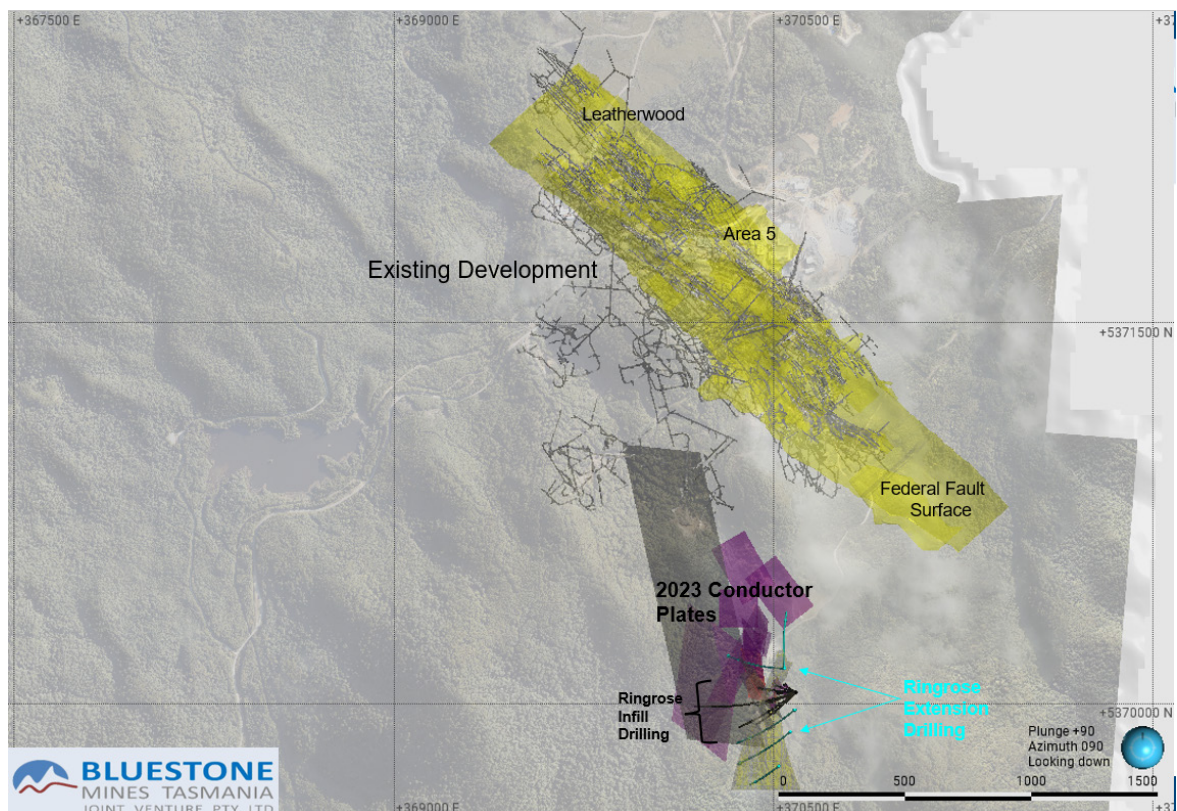 +367500 E
+369000 E
+370500 E
Leatherwood
Area 5
Existing Development
+5371500 N
Federal Fault
Surface
2023 Conductor
Plates
Ringrose
Infill
Drilling
Ringrose
Extension
Drilling
+5370000 N
Plunge +90
Azimuth 090
Looking down
0 500 1000 1500
BLUESTONE
MINES TASMANIA
JOINT VENTURE PTY LTD
+369000 E
+370500 E